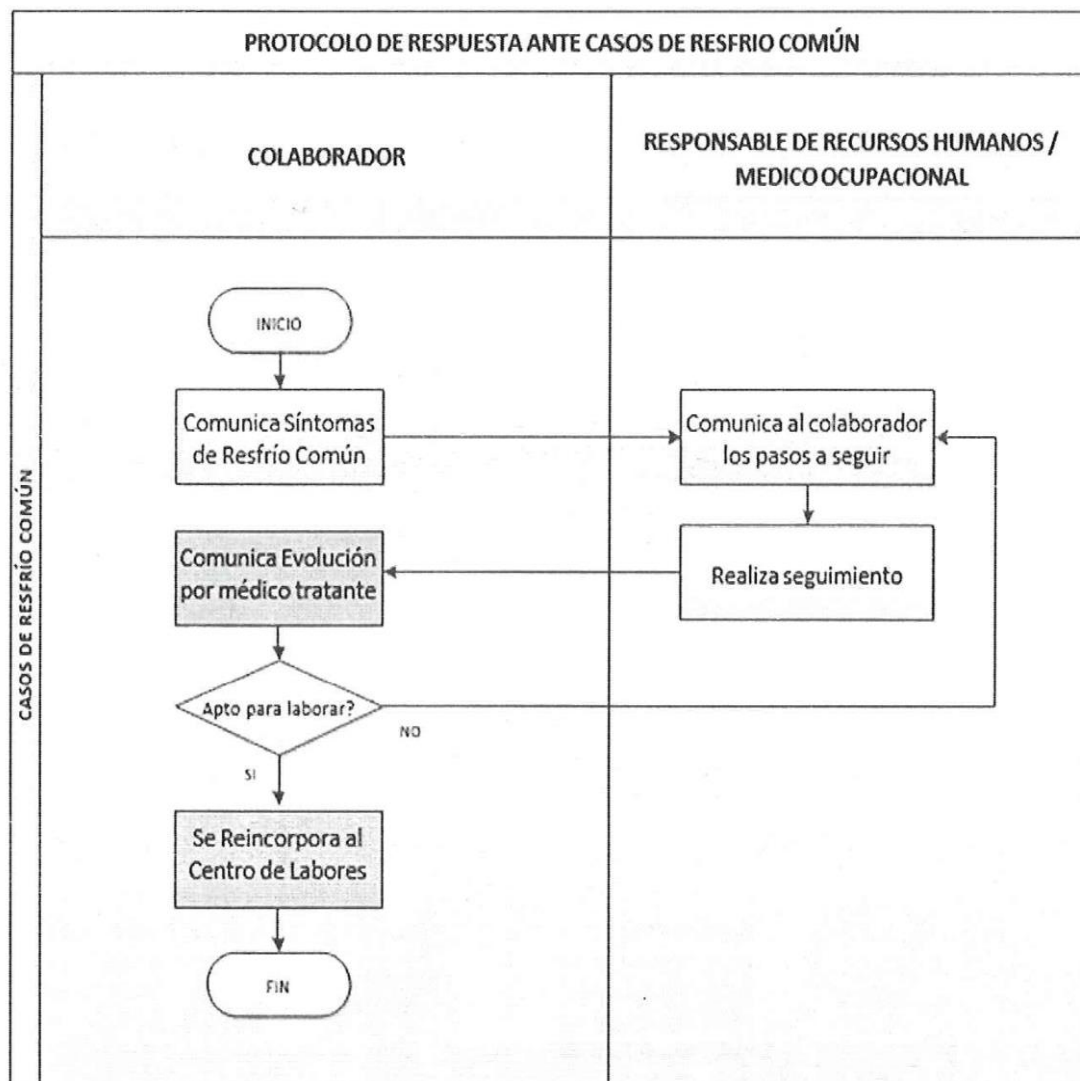 PROTOCOLO DE RESPUESTA ANTE CASOS DE RESFRIO COMÚN
COLABORADOR
RESPONSABLE DE RECURSOS HUMANOS /
MEDICO OCUPACIONAL
CASOS DE RESFRÍO COMÚN
INICIO
Comunica Síntomas
de Resfrío Común
Comunica al colaborador
los pasos a seguir
Realiza seguimiento
Comunica Evolución
por médico tratante
Apto para laborar?
NO
SI
Se Reincorpora al
Centro de Labores
FIN